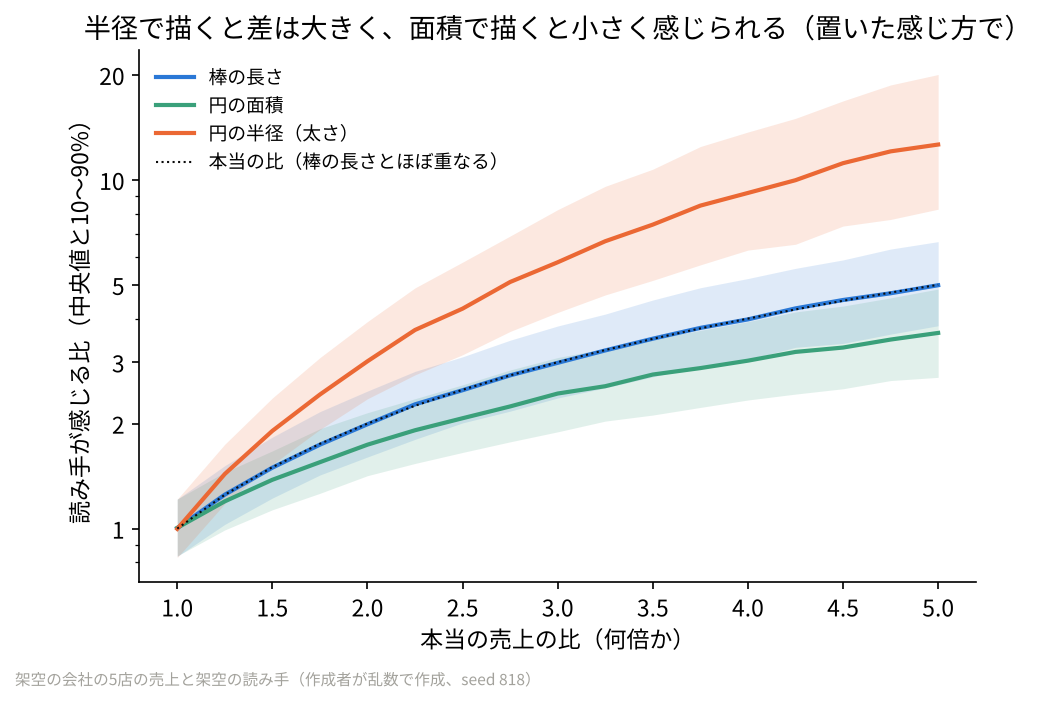 半径で描くと差は大きく、面積で描くと小さく感じられる（置いた感じ方で）
棒の長さ
円の面積
円の半径（太さ）
本当の比（棒の長さとほぼ重なる）
読み手が感じる比（中央値と10〜90%）
20
10
5
3
2
1
1.0 1.5 2.0 2.5 3.0 3.5 4.0 4.5 5.0
本当の売上の比（何倍か）
架空の会社の5店の売上と架空の読み手（作成者が乱数で作成、seed 818）